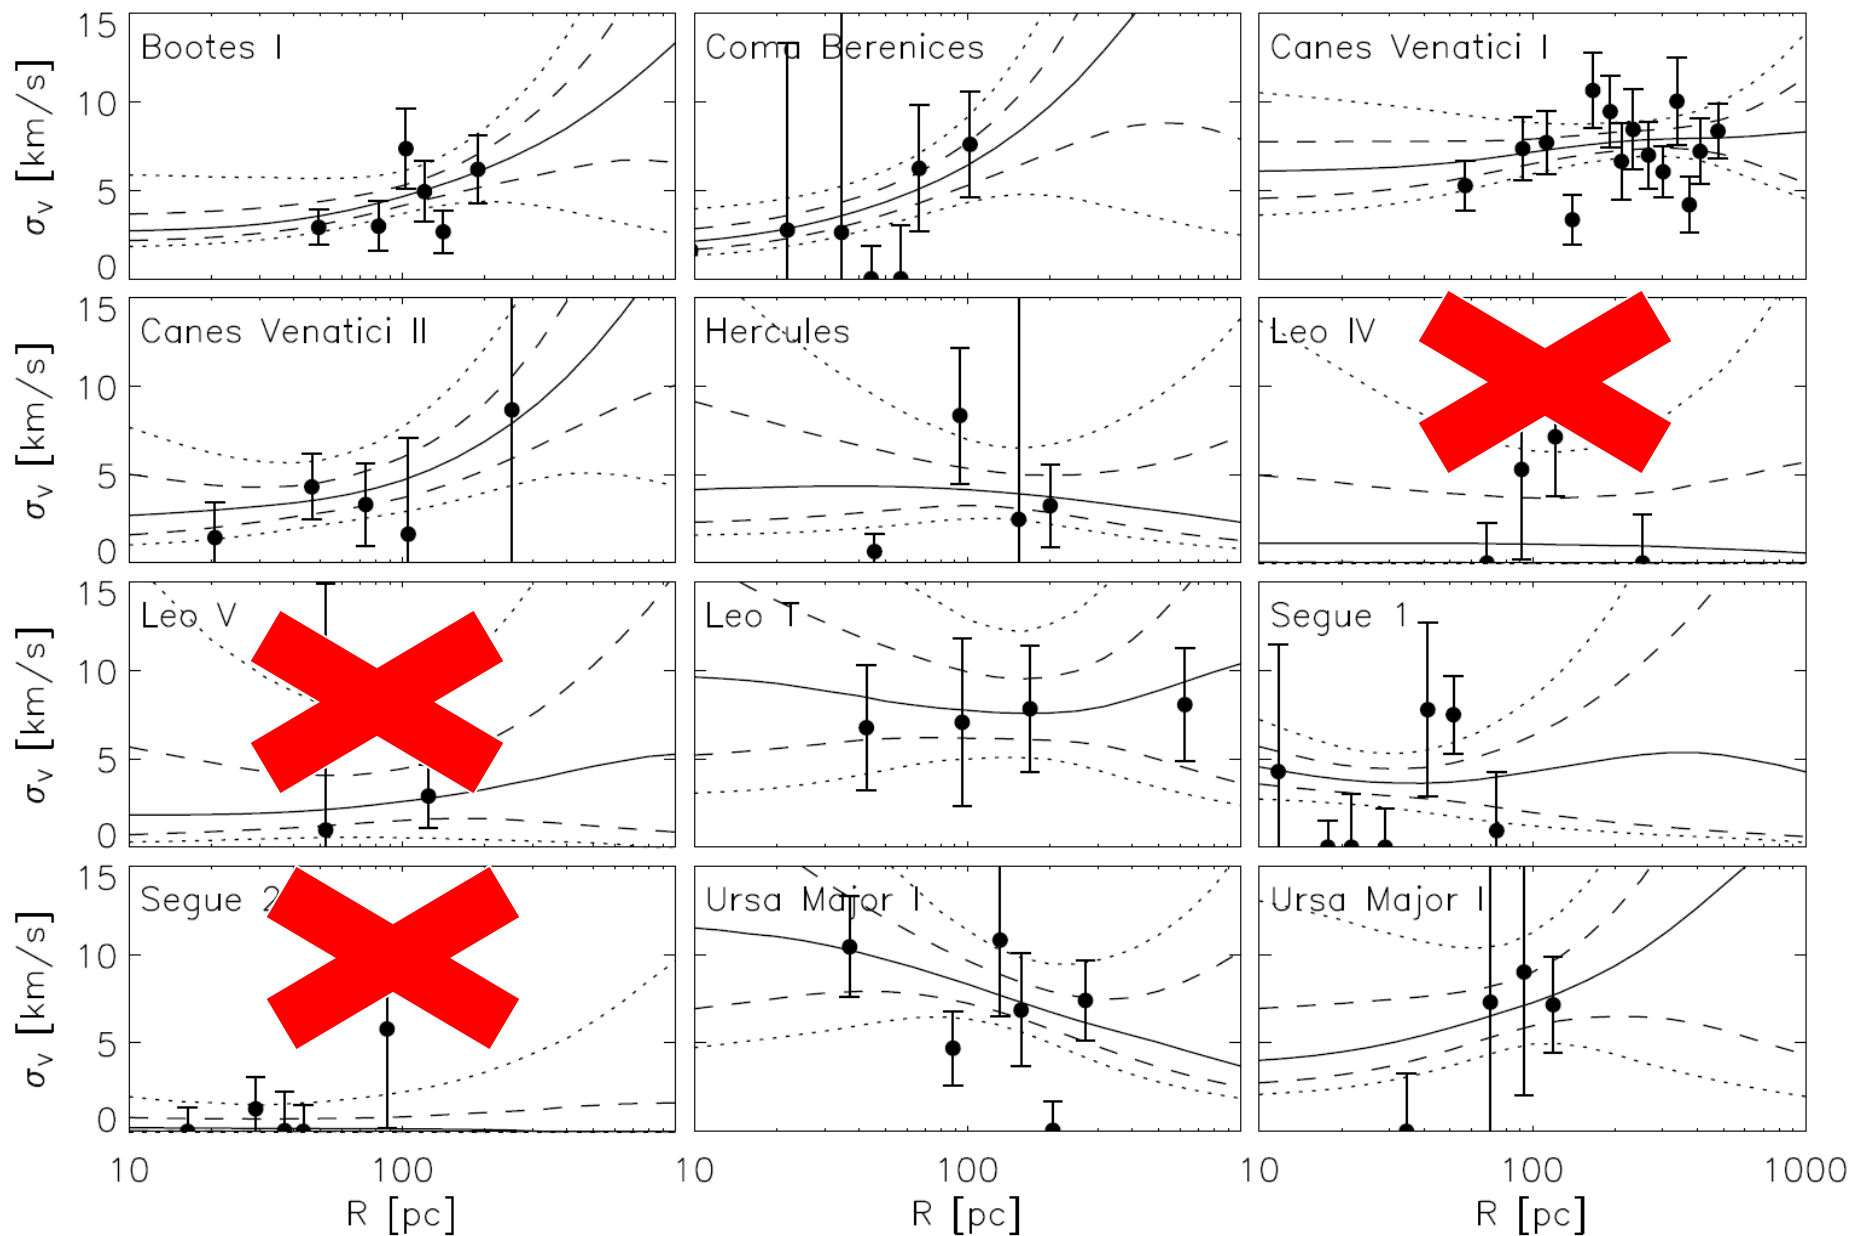 15
Bootes I
Coma Berenices
Canes Venatici I
10
5
0
σv [km/s]
15
Canes Venatici II
Hercules
Leo IV
10
5
0
σv [km/s]
15
Leo V
Leo T
Segue 1
10
5
0
σv [km/s]
15
Segue 2
Ursa Major I
Ursa Major I
10
5
0
σv [km/s]
10 100 10 100 10 100 1000
R [pc] R [pc] R [pc]